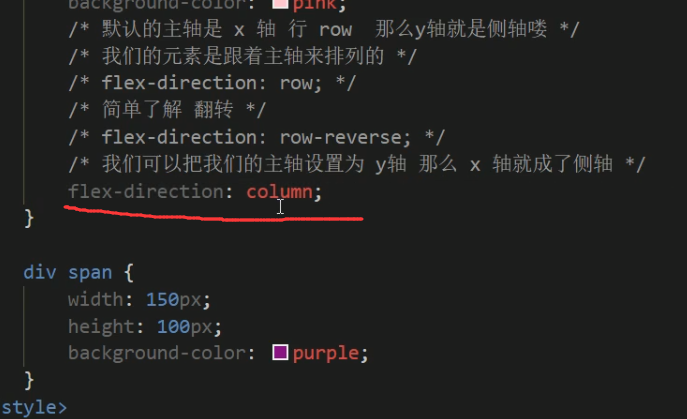 background-color: pink;
/* 默认的主轴是 x 轴 行 row 那么y轴就是侧轴喽 */
/* 我们的元素是跟着主轴来排列的 */
/* flex-direction: row; */
/* 简单了解 翻转 */
/* flex-direction: row-reverse; */
/* 我们可以把我们的主轴设置为 y轴 那么 x 轴就成了侧轴 */
flex-direction: column;
}
div span {
width: 150px;
height: 100px;
background-color: purple;
}
style>